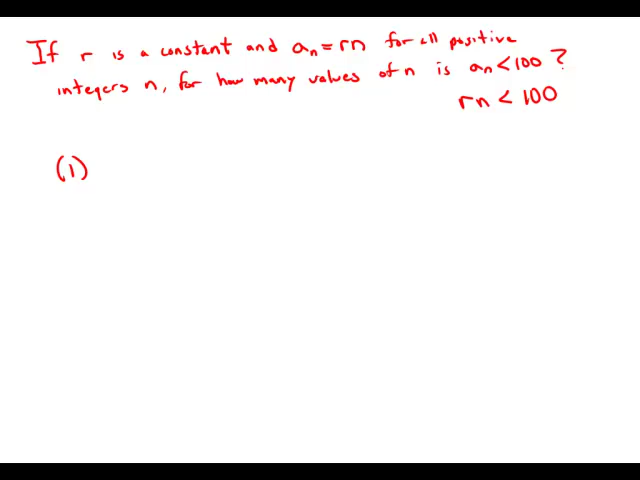 If r is a constant and aₙ = rn for all positive
integers n, for how many values of n is aₙ < 100 ?
rn < 100
(1)